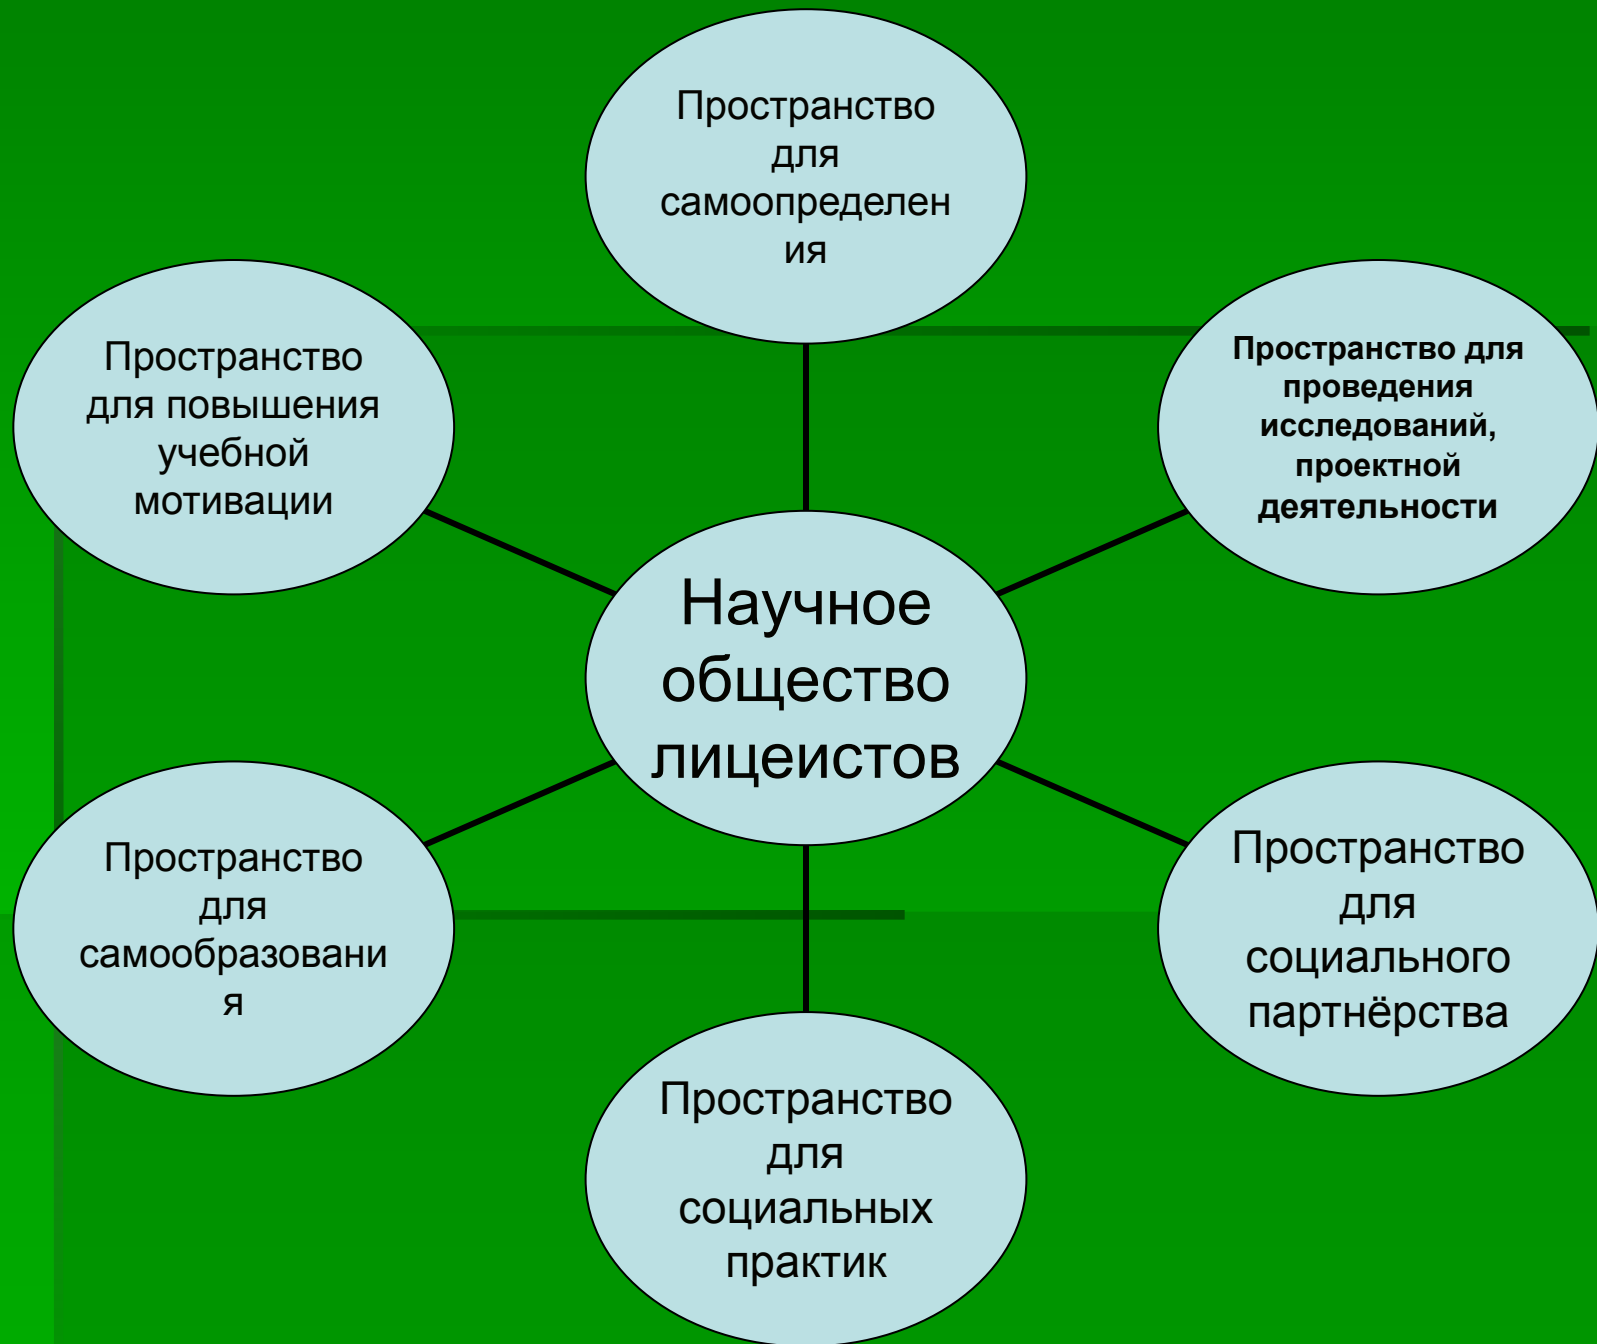 Пространство
для
самоопределен
ия
Пространство
для повышения
учебной
мотивации
Пространство для
проведения
исследований,
проектной
деятельности
Научное
общество
лицеистов
Пространство
для
самообразовани
я
Пространство
для
социального
партнёрства
Пространство
для
социальных
практик